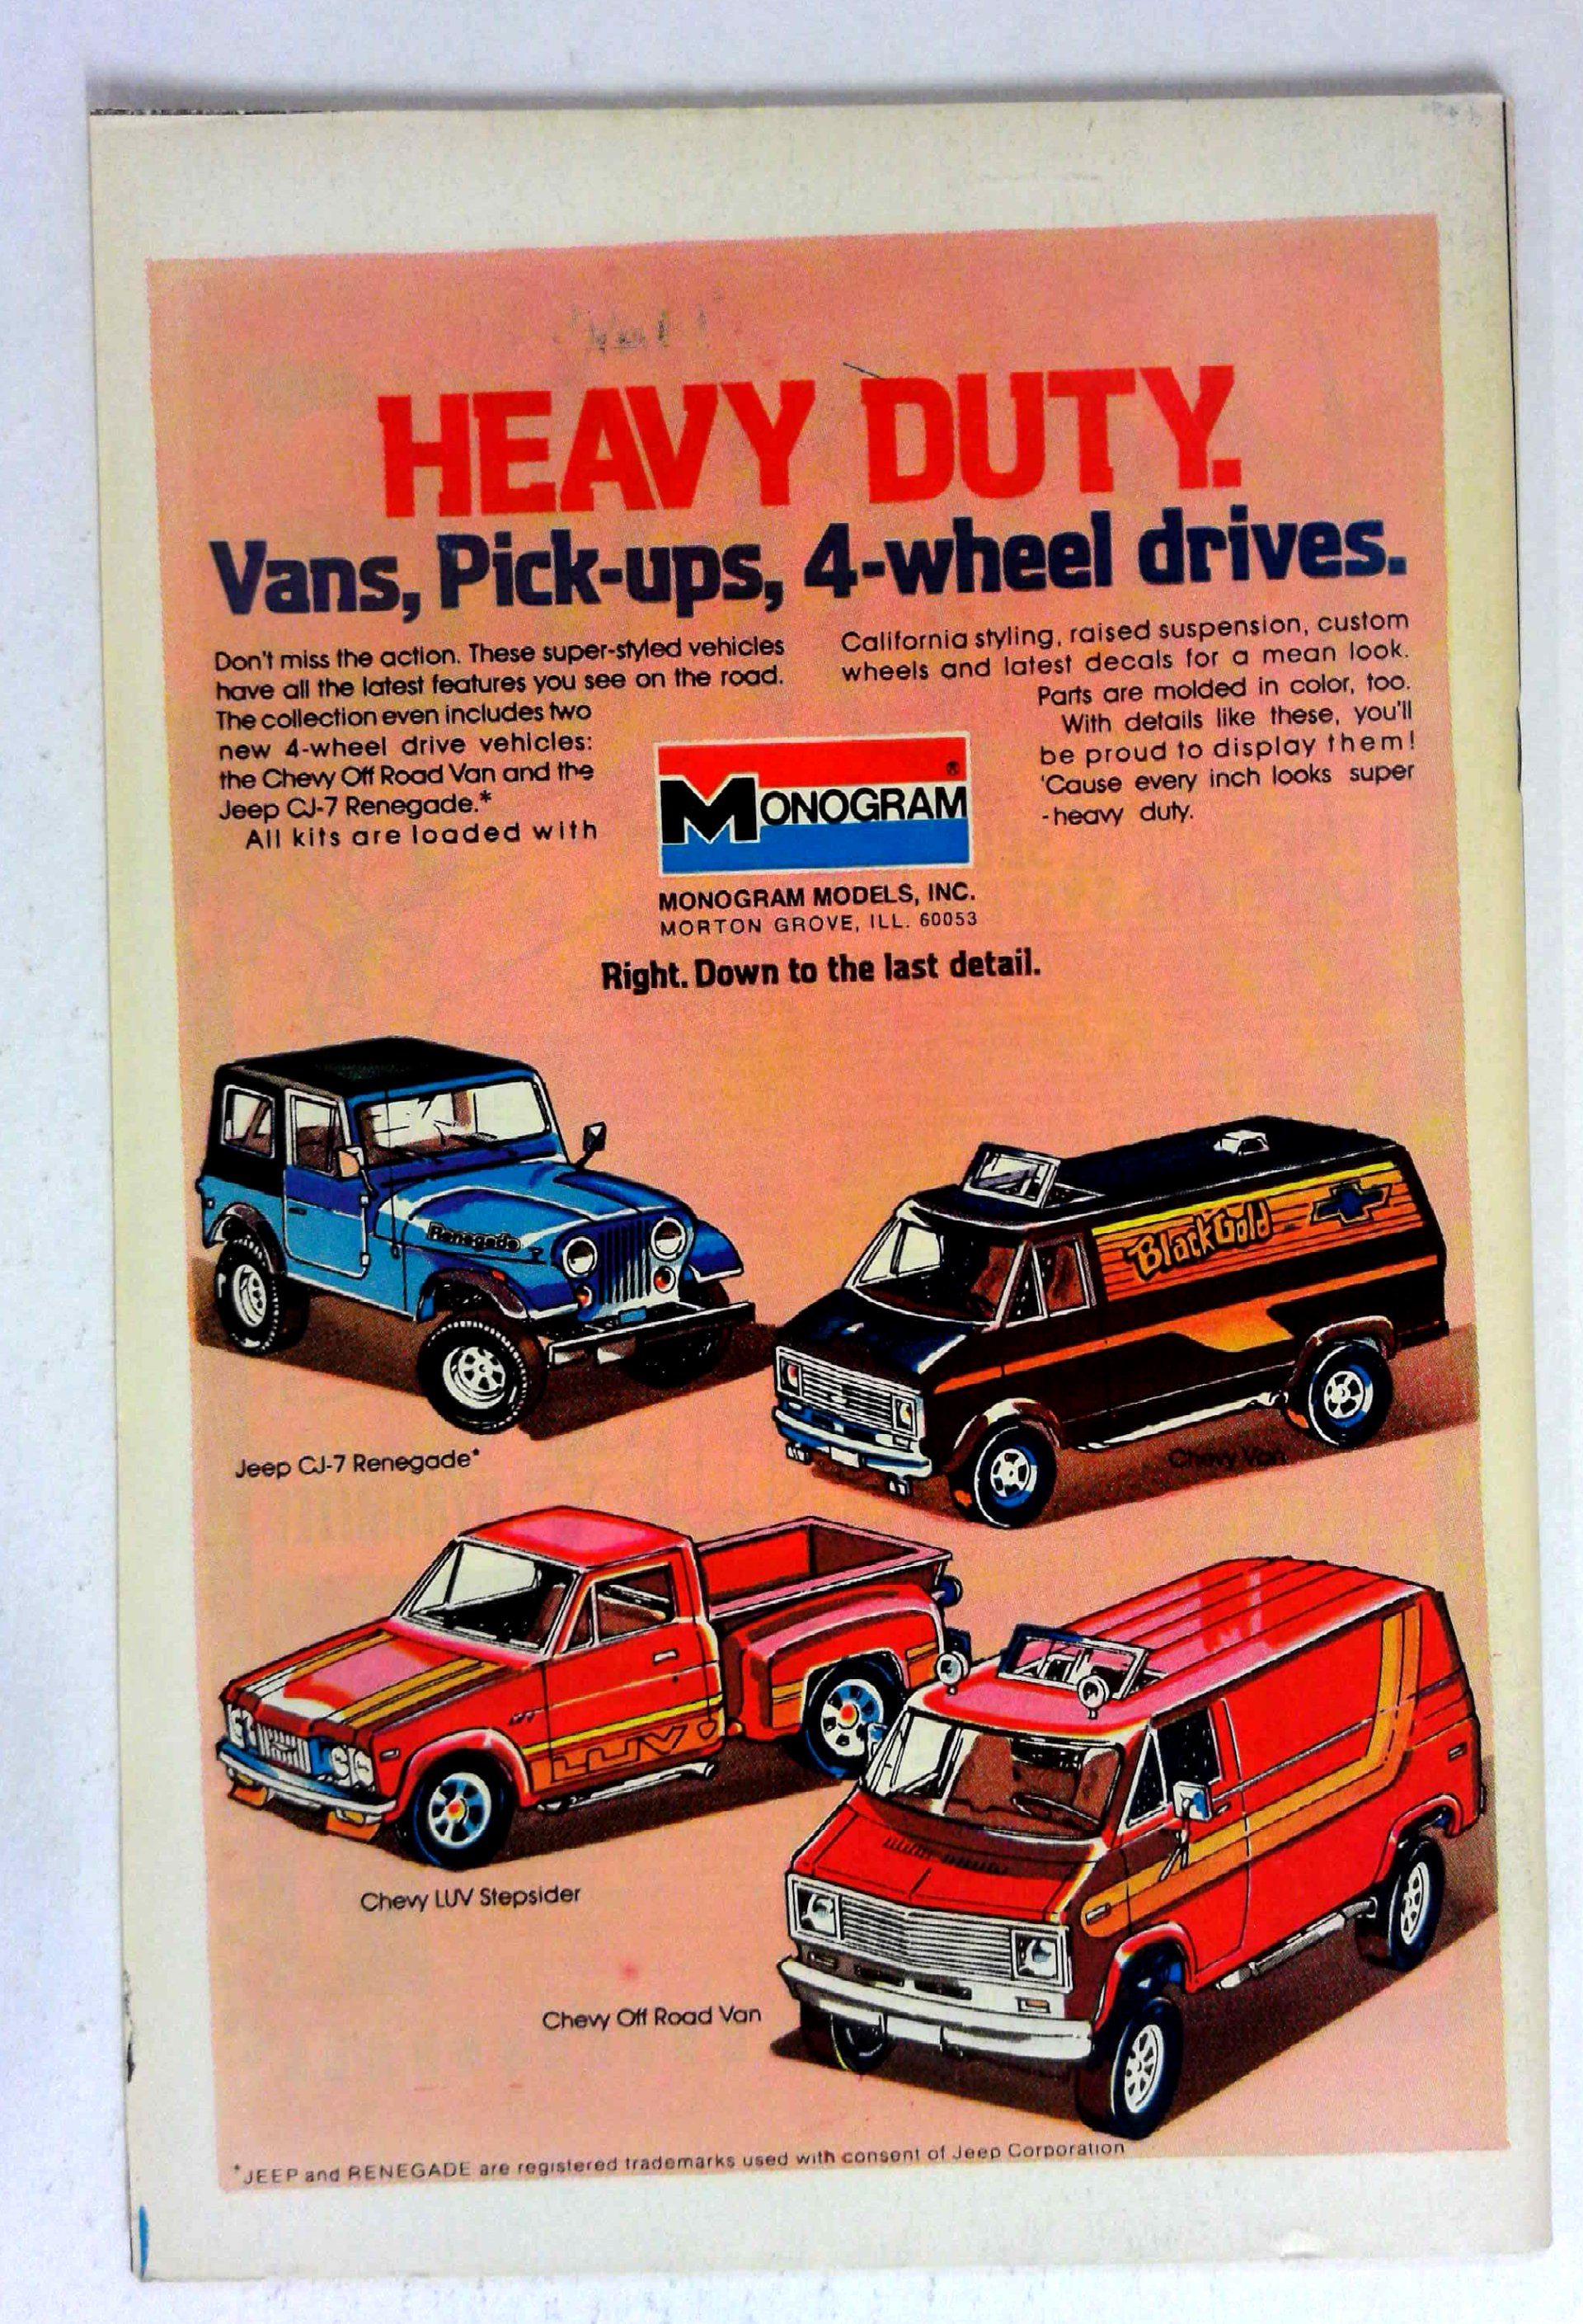 HEAVY DUTY.
Vans, Pick-ups, 4-wheel drives.
Don't miss the action. These super-styled vehicles
have all the latest features you see on the road.
The collection even includes two
new 4-wheel drive vehicles:
the Chevy Off Road Van and the
Jeep CJ-7 Renegade.*
All kits are loaded with
California styling, raised suspension, custom
wheels and latest decals for a mean look.
Parts are molded in color, too.
With details like these, you'll
be proud to display them!
'Cause every inch looks super
-heavy duty.
MONOGRAM®
MONOGRAM MODELS, INC.
MORTON GROVE, ILL. 60053
Right. Down to the last detail.
Renegade
Black Gold
Jeep CJ-7 Renegade*
Chevy Van
LUV
Chevy LUV Stepsider
Chevy Off Road Van
*JEEP and RENEGADE are registered trademarks used with consent of Jeep Corporation